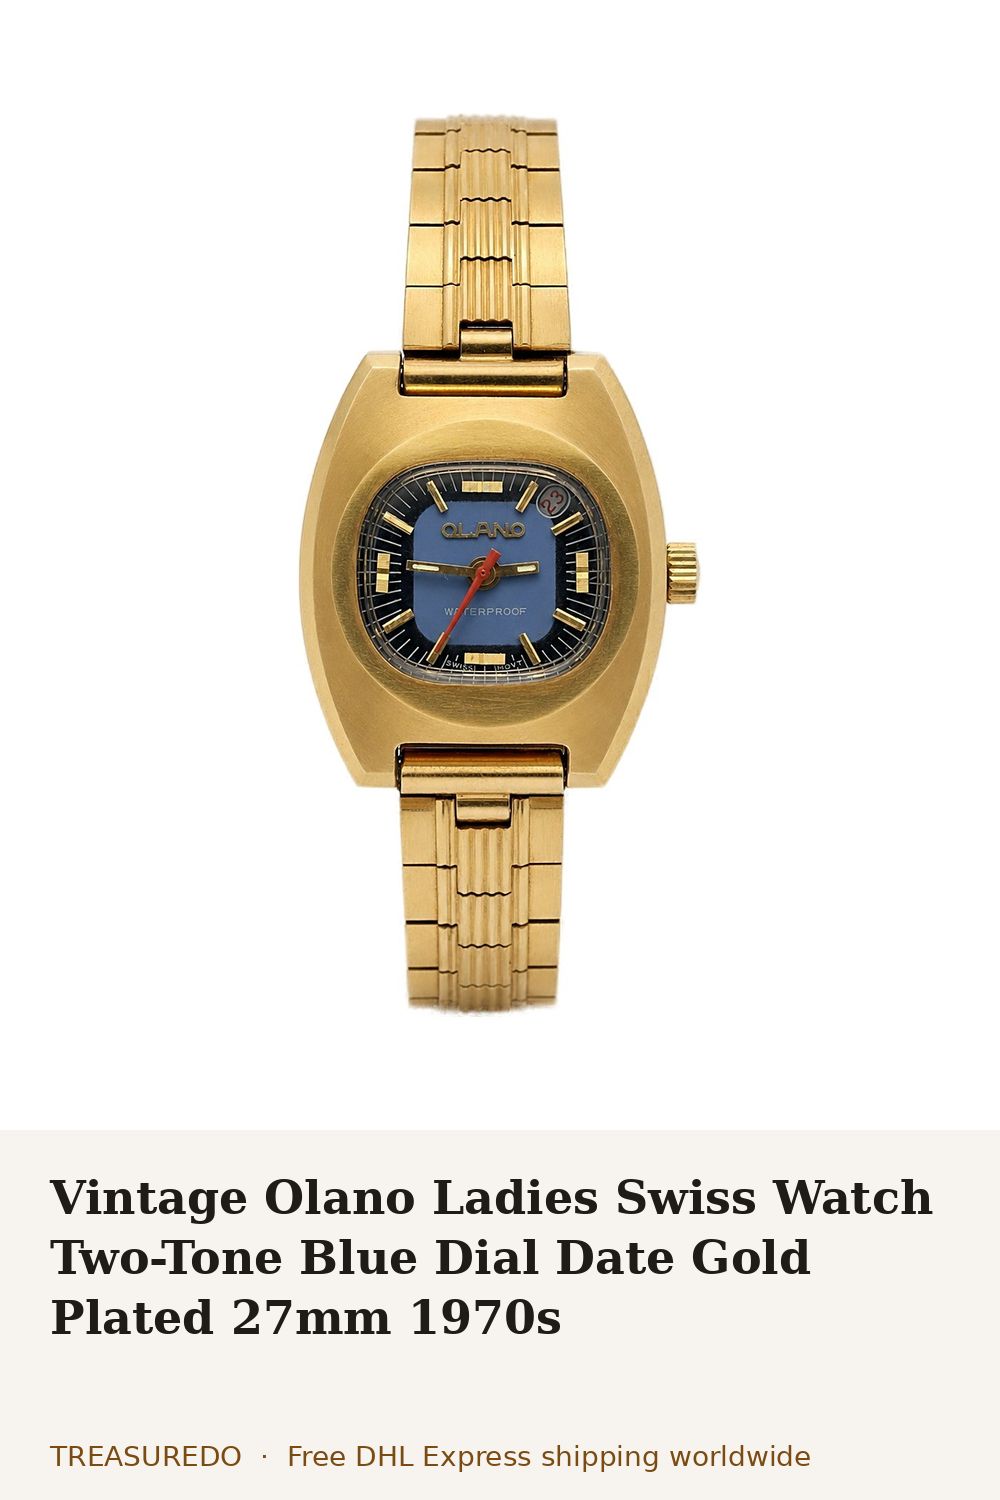 23
OLANO
WATERPROOF
SWISS MOVT
Vintage Olano Ladies Swiss Watch
Two-Tone Blue Dial Date Gold
Plated 27mm 1970s
TREASUREDO · Free DHL Express shipping worldwide